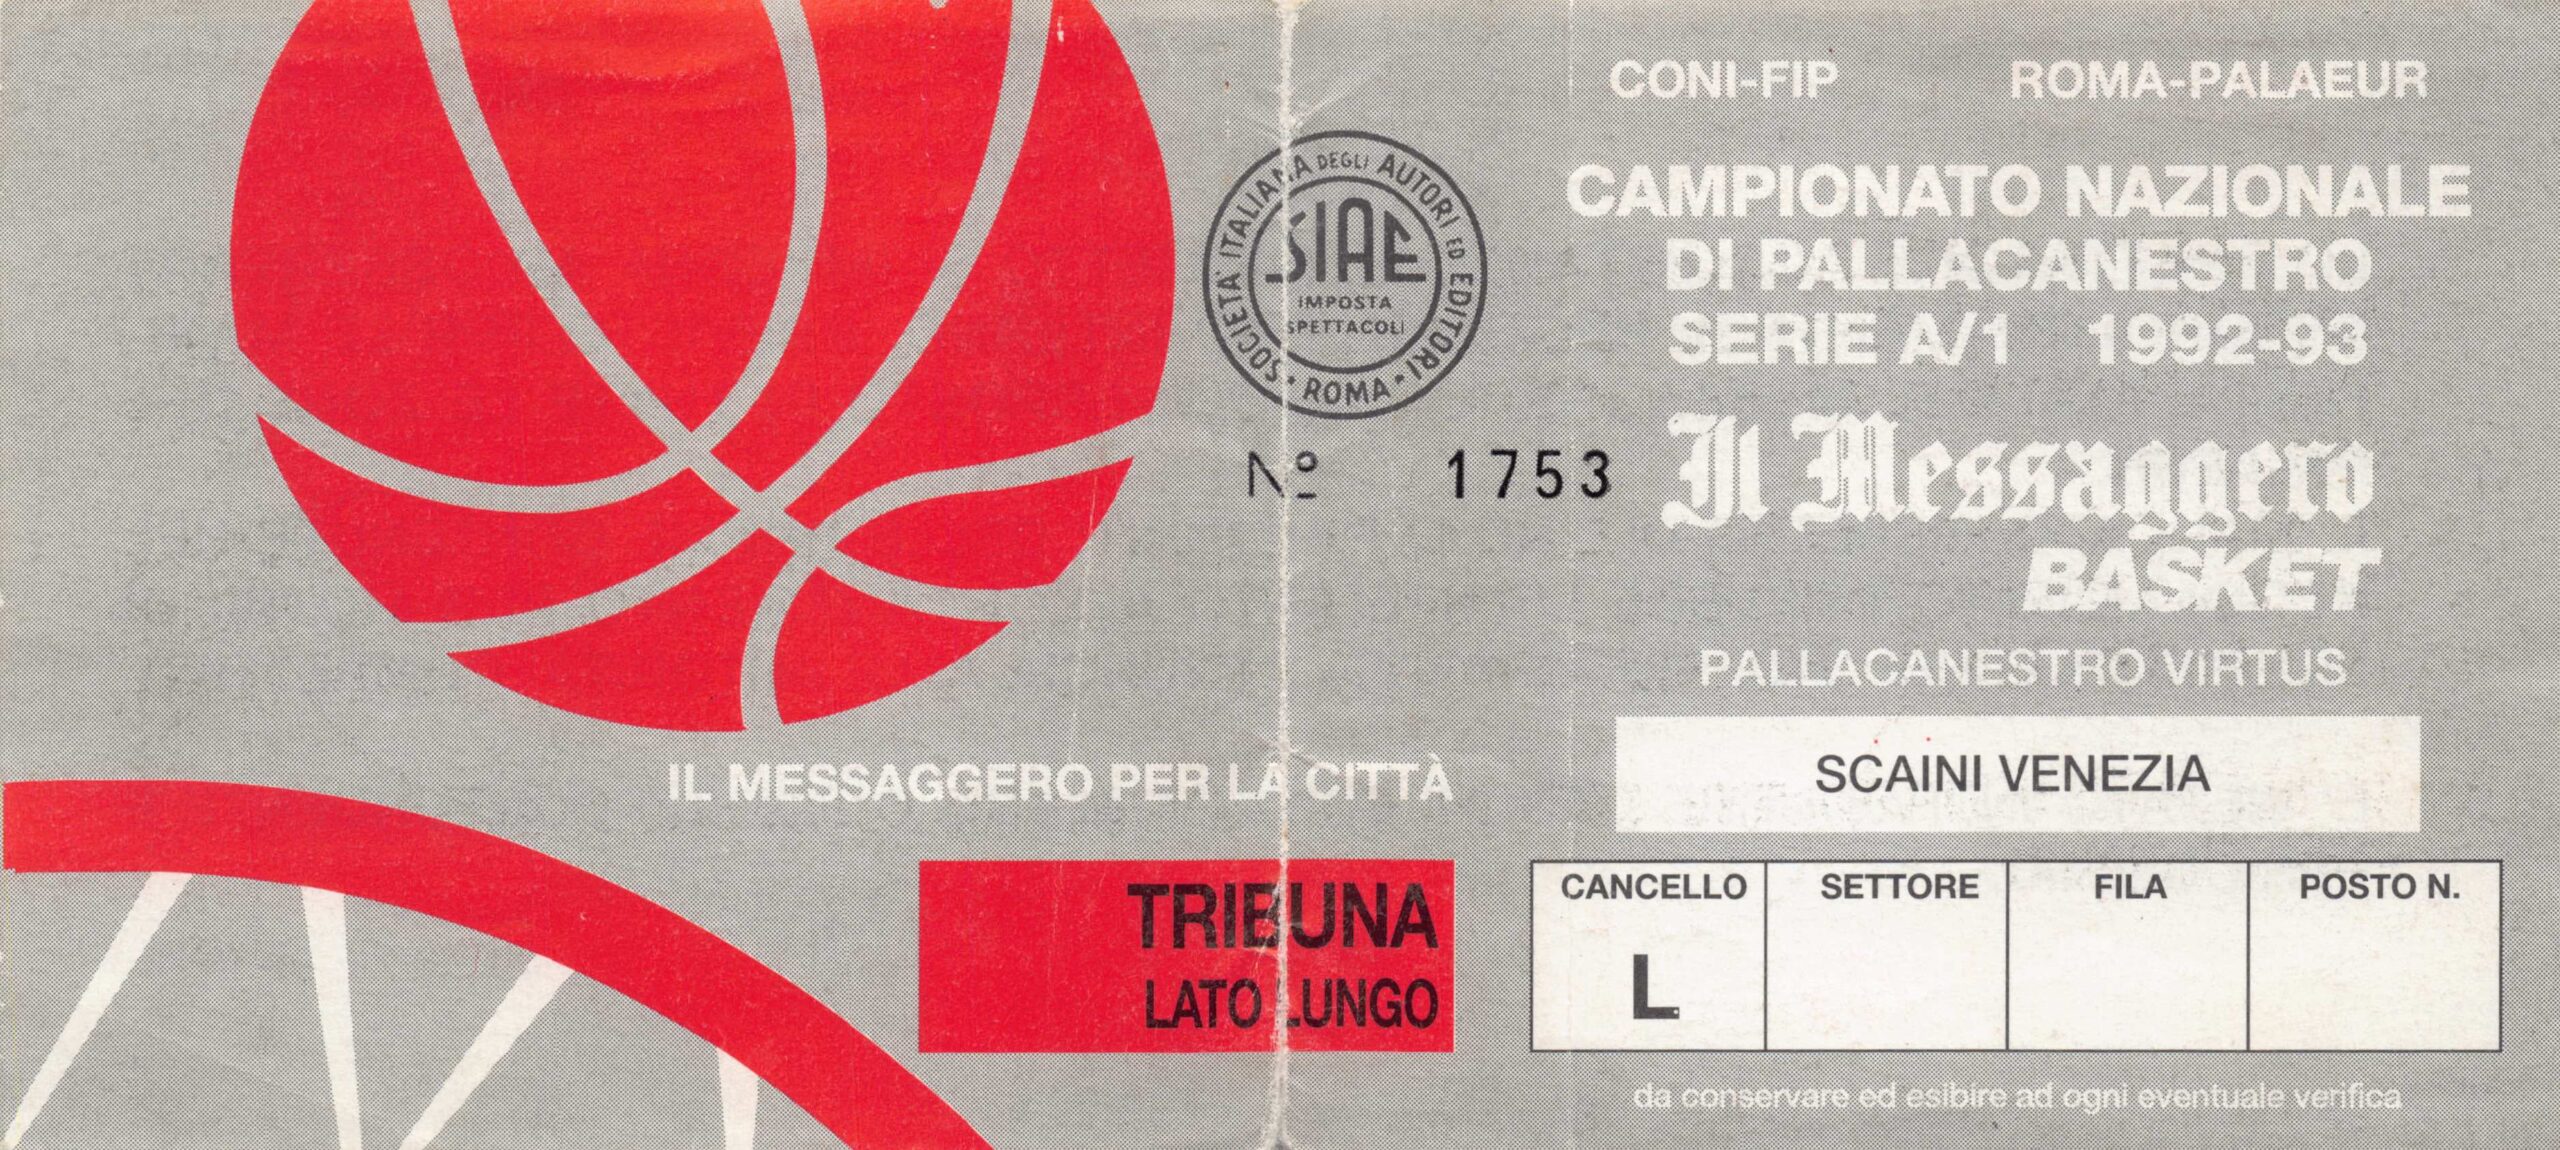 CONI-FIP ROMA-PALAEUR
CAMPIONATO NAZIONALE
DI PALLACANESTRO
SERIE A/1 1992-93
Il Messaggero
BASKET
PALLACANESTRO VIRTUS
SCAINI VENEZIA
SOCIETA' ITALIANA DEGLI AUTORI ED EDITORI
SIAE
IMPOSTA
SPETTACOLI
• ROMA •
Nº 1753
IL MESSAGGERO PER LA CITTÀ
TRIBUNA
LATO LUNGO
CANCELLO SETTORE FILA POSTO N.
L
da conservare ed esibire ad ogni eventuale verifica